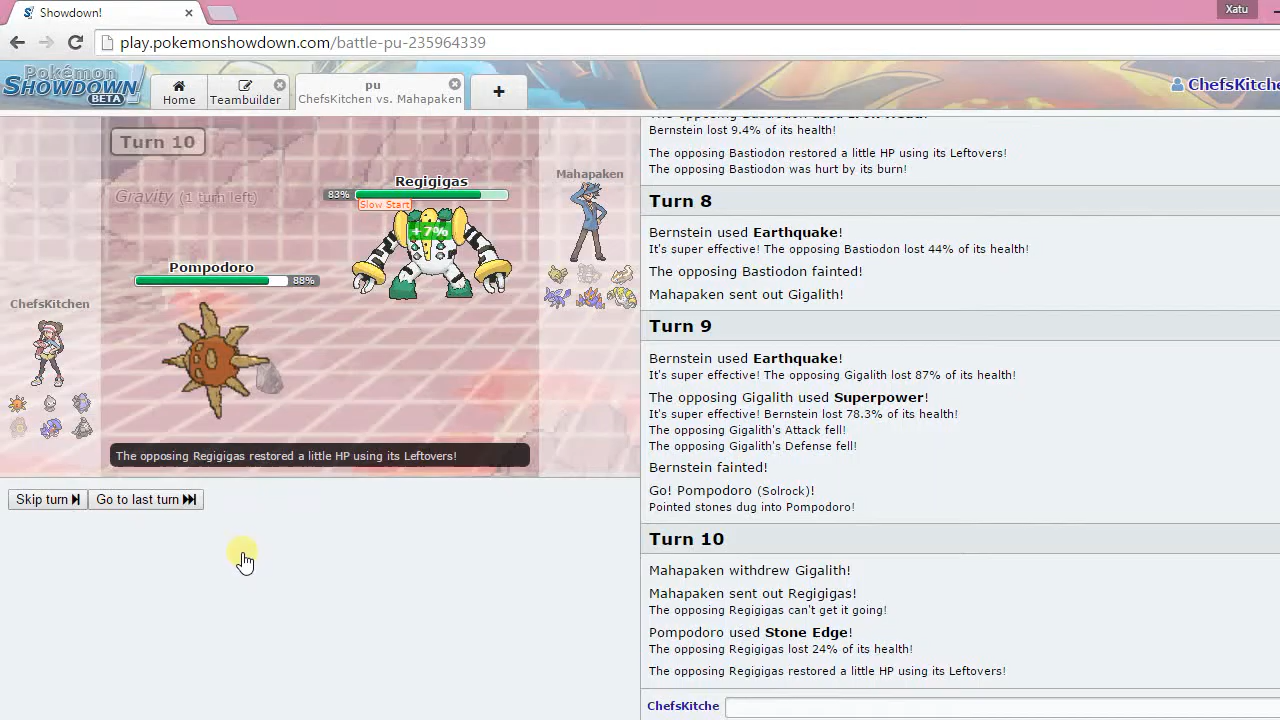 Showdown!
Xatu
play.pokemonshowdown.com/battle-pu-235964339
Pokémon
SHOWDOWN
BETA
Home
Teambuilder
pu
ChefsKitchen vs. Mahapaken
+
ChefsKitche
Turn 10
Gravity (1 turn left)
Regigigas
83%
Slow Start
+7%
Mahapaken
Pompodoro
88%
ChefsKitchen
The opposing Regigigas restored a little HP using its Leftovers!
Skip turn
Go to last turn
Bernstein lost 9.4% of its health!
The opposing Bastiodon restored a little HP using its Leftovers!
The opposing Bastiodon was hurt by its burn!
Turn 8
Bernstein used Earthquake!
It's super effective! The opposing Bastiodon lost 44% of its health!
The opposing Bastiodon fainted!
Mahapaken sent out Gigalith!
Turn 9
Bernstein used Earthquake!
It's super effective! The opposing Gigalith lost 87% of its health!
The opposing Gigalith used Superpower!
It's super effective! Bernstein lost 78.3% of its health!
The opposing Gigalith's Attack fell!
The opposing Gigalith's Defense fell!
Bernstein fainted!
Go! Pompodoro (Solrock)!
Pointed stones dug into Pompodoro!
Turn 10
Mahapaken withdrew Gigalith!
Mahapaken sent out Regigigas!
The opposing Regigigas can't get it going!
Pompodoro used Stone Edge!
The opposing Regigigas lost 24% of its health!
The opposing Regigigas restored a little HP using its Leftovers!
ChefsKitche